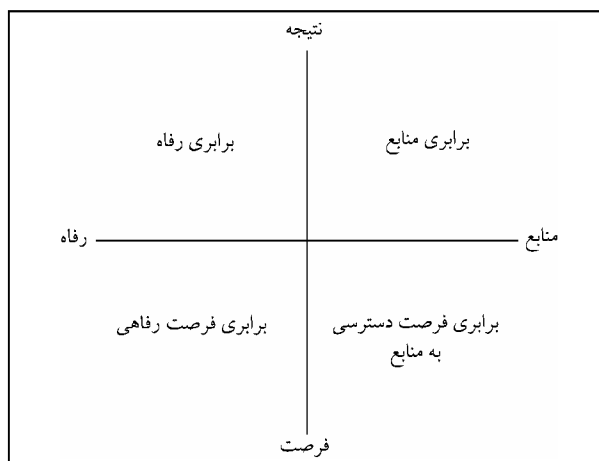 نتیجه
برابری منابع
برابری رفاه
منابع
رفاه
برابری فرصت دسترسی
به منابع
برابری فرصت رفاهی
فرصت